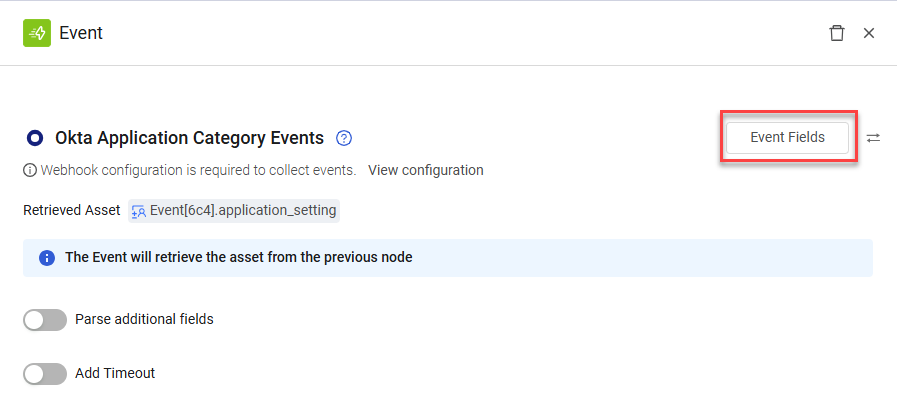 Event
Okta Application Category Events
Event Fields
Webhook configuration is required to collect events. View configuration
Retrieved Asset Event[6c4].application_setting
The Event will retrieve the asset from the previous node
Parse additional fields
Add Timeout